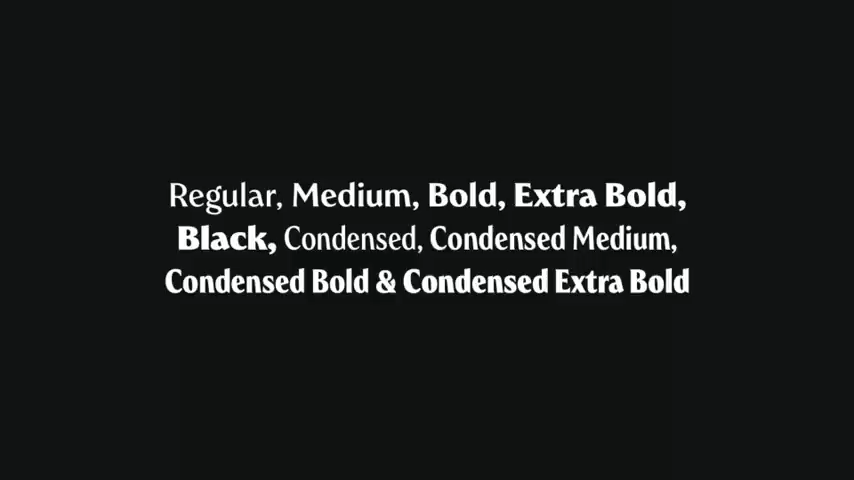 Regular, Medium, Bold, Extra Bold,
Black, Condensed, Condensed Medium,
Condensed Bold & Condensed Extra Bold